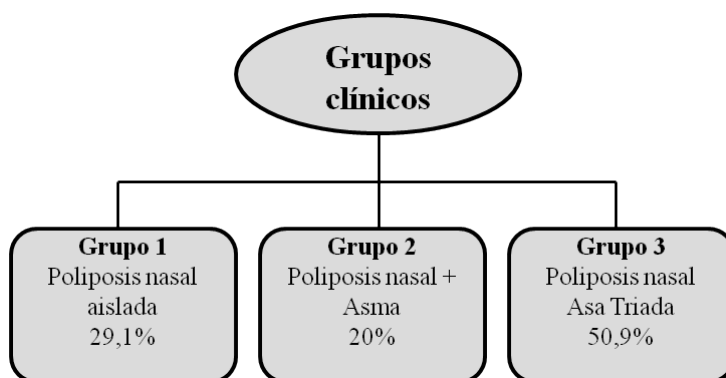 Grupos
clínicos
Grupo 1
Poliposis nasal
aislada
29,1%
Grupo 2
Poliposis nasal +
Asma
20%
Grupo 3
Poliposis nasal
Asa Triada
50,9%